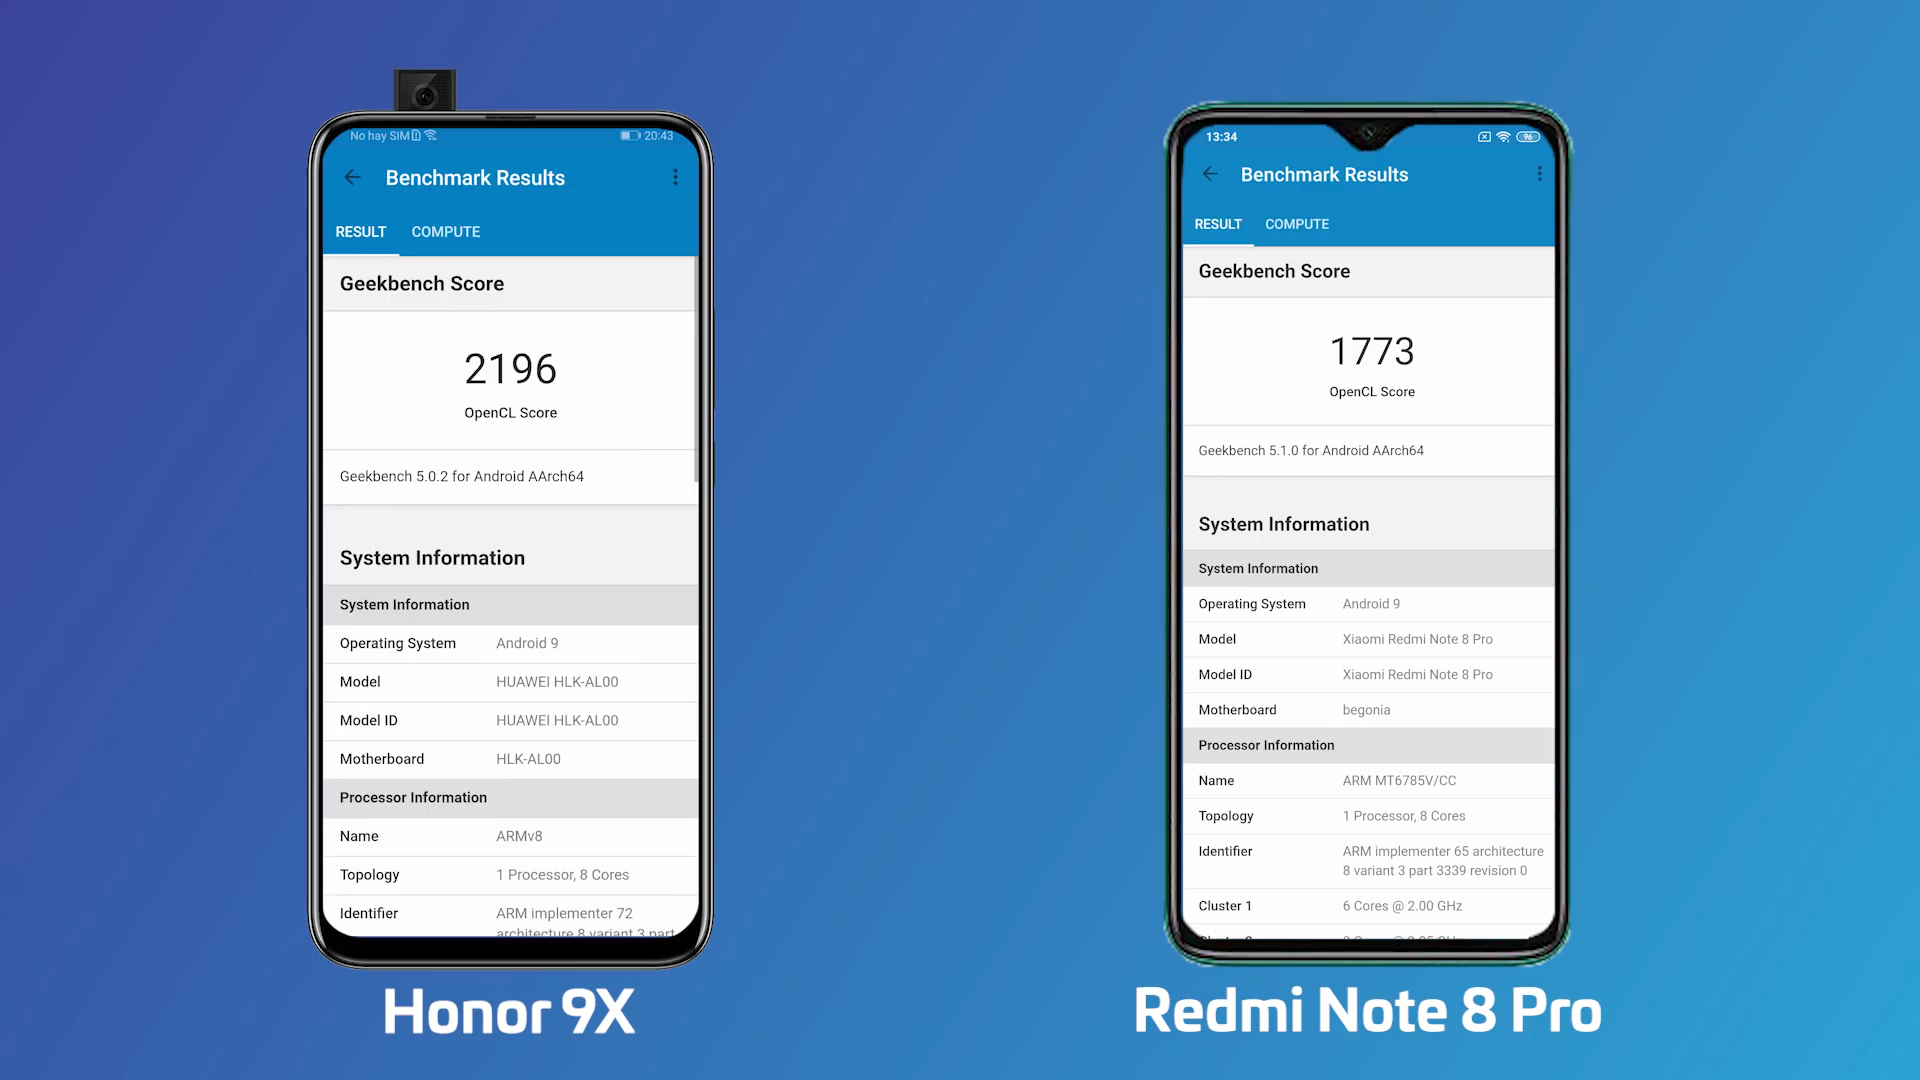 No hay SIM 20:43
Benchmark Results
RESULT COMPUTE
Geekbench Score
2196
OpenCL Score
Geekbench 5.0.2 for Android AArch64
System Information
System Information
Operating System Android 9
Model HUAWEI HLK-AL00
Model ID HUAWEI HLK-AL00
Motherboard HLK-AL00
Processor Information
Name ARMv8
Topology 1 Processor, 8 Cores
Identifier ARM implementer 72
architecture 8 variant 3 part
Honor 9X
13:34 96
Benchmark Results
RESULT COMPUTE
Geekbench Score
1773
OpenCL Score
Geekbench 5.1.0 for Android AArch64
System Information
System Information
Operating System Android 9
Model Xiaomi Redmi Note 8 Pro
Model ID Xiaomi Redmi Note 8 Pro
Motherboard begonia
Processor Information
Name ARM MT6785V/CC
Topology 1 Processor, 8 Cores
Identifier ARM implementer 65 architecture
8 variant 3 part 3339 revision 0
Cluster 1 6 Cores @ 2.00 GHz
Redmi Note 8 Pro